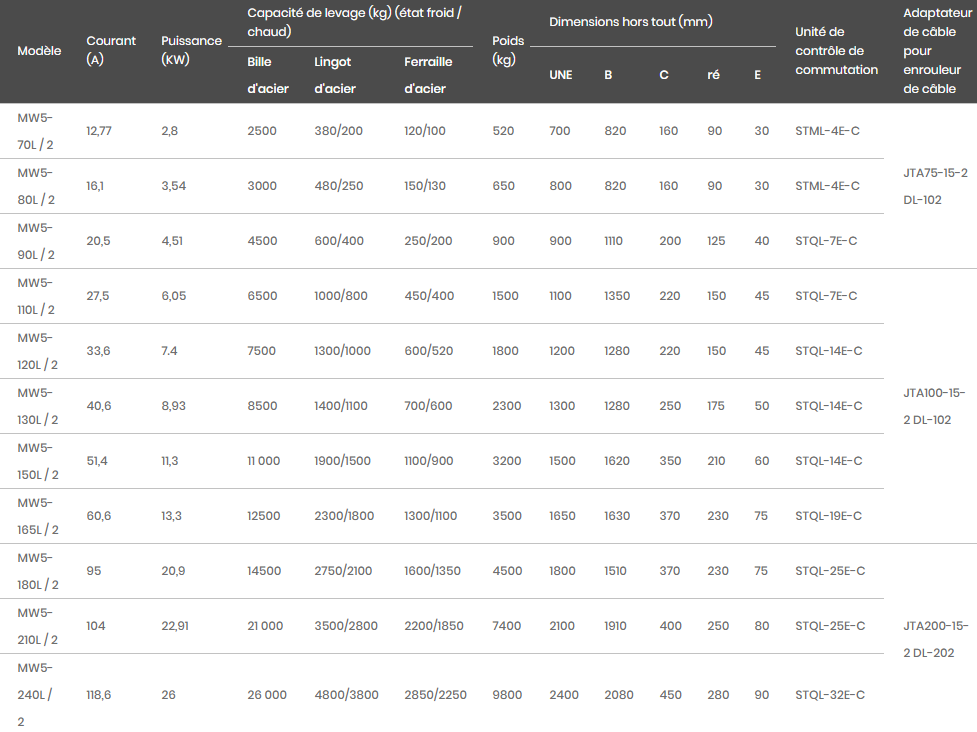 Modèle Courant (A) Puissance (KW) Capacité de levage (kg) (état froid / chaud) Poids (kg) Dimensions hors tout (mm) Unité de contrôle de commutation Adaptateur de câble pour enrouleur de câble
Bille d'acier Lingot d'acier Ferraille d'acier UNE B C ré E
MW5-70L / 2 12,77 2,8 2500 380/200 120/100 520 700 820 160 90 30 STML-4E-C
MW5-80L / 2 16,1 3,54 3000 480/250 150/130 650 800 820 160 90 30 STML-4E-C JTA75-15-2 DL-102
MW5-90L / 2 20,5 4,51 4500 600/400 250/200 900 900 1110 200 125 40 STQL-7E-C
MW5-110L / 2 27,5 6,05 6500 1000/800 450/400 1500 1100 1350 220 150 45 STQL-7E-C
MW5-120L / 2 33,6 7.4 7500 1300/1000 600/520 1800 1200 1280 220 150 45 STQL-14E-C
MW5-130L / 2 40,6 8,93 8500 1400/1100 700/600 2300 1300 1280 250 175 50 STQL-14E-C JTA100-15-2 DL-102
MW5-150L / 2 51,4 11,3 11 000 1900/1500 1100/900 3200 1500 1620 350 210 60 STQL-14E-C
MW5-165L / 2 60,6 13,3 12500 2300/1800 1300/1100 3500 1650 1630 370 230 75 STQL-19E-C
MW5-180L / 2 95 20,9 14500 2750/2100 1600/1350 4500 1800 1510 370 230 75 STQL-25E-C
MW5-210L / 2 104 22,91 21 000 3500/2800 2200/1850 7400 2100 1910 400 250 80 STQL-25E-C JTA200-15-2 DL-202
MW5-240L / 2 118,6 26 26 000 4800/3800 2850/2250 9800 2400 2080 450 280 90 STQL-32E-C